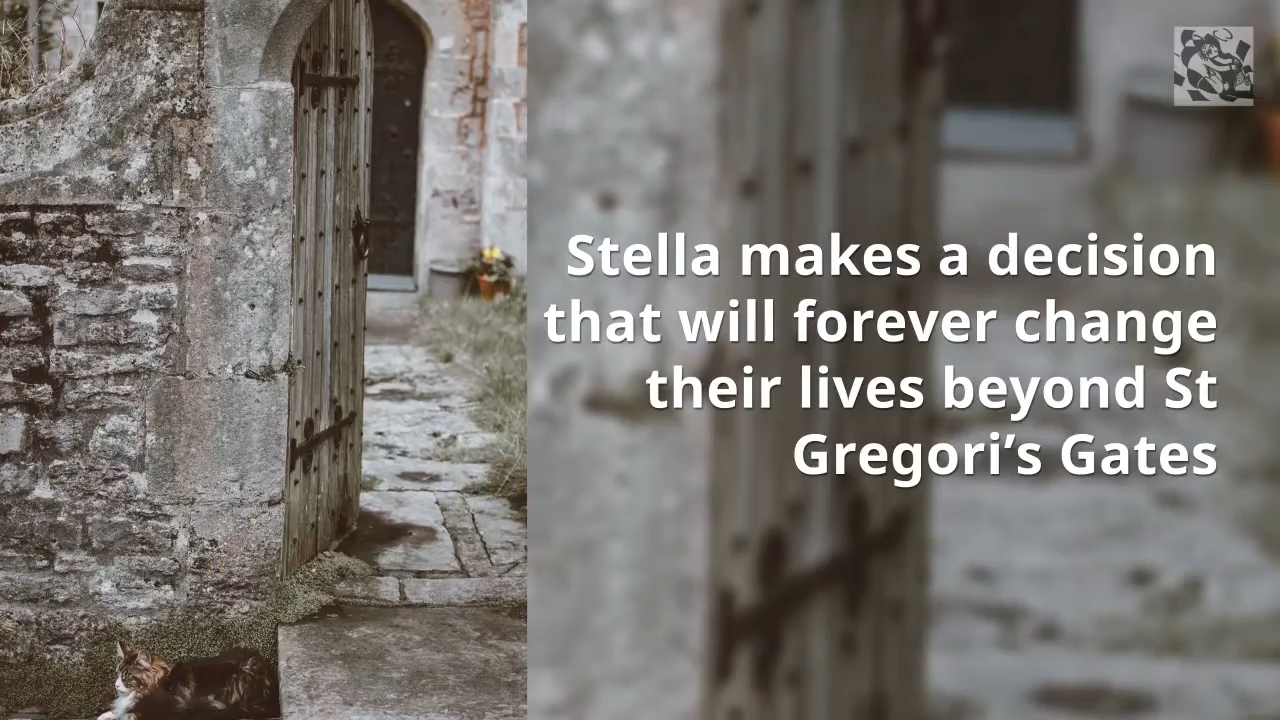 Stella makes a decision
that will forever change
their lives beyond St
Gregori’s Gates